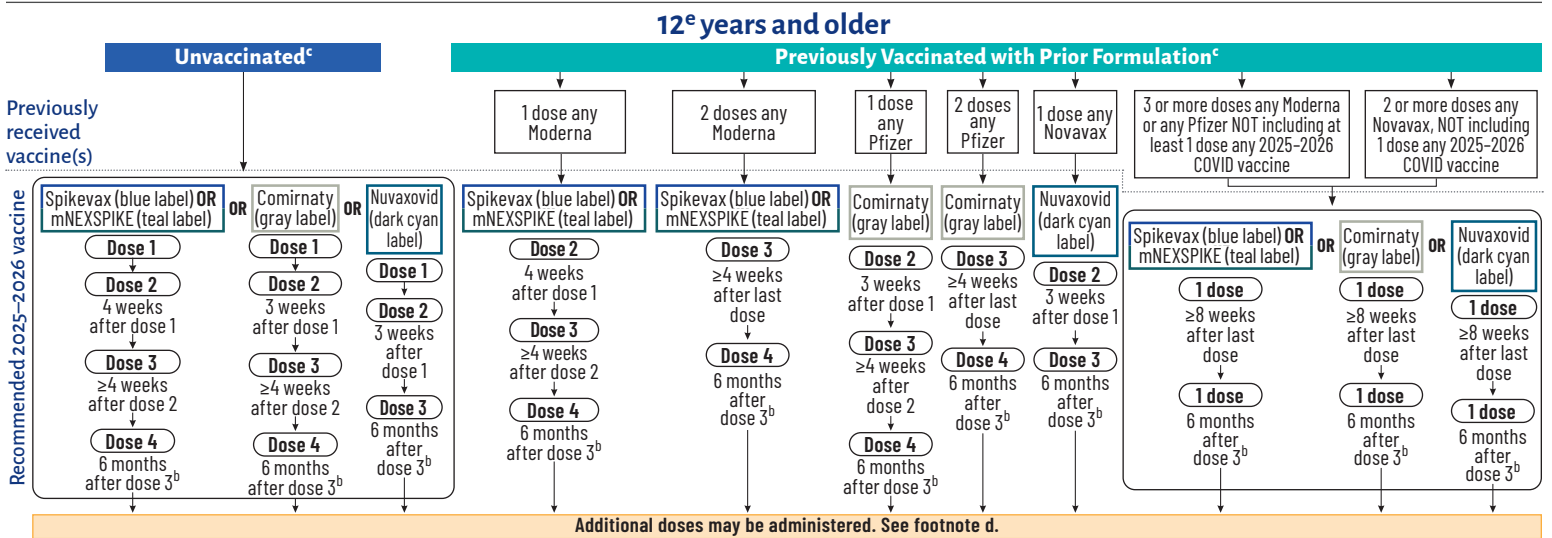 12e years and older
Unvaccinatedc
Previously Vaccinated with Prior Formulationc
Previously
received
vaccine(s)
1 dose any
Moderna
2 doses any
Moderna
1 dose
any
Pfizer
2 doses
any
Pfizer
1 dose any
Novavax
3 or more doses any Moderna
or any Pfizer NOT including at
least 1 dose any 2025–2026
COVID vaccine
2 or more doses any
Novavax, NOT including
1 dose any 2025–2026
COVID vaccine
Recommended 2025–2026 vaccine
Spikevax (blue label) OR
mNEXSPIKE (teal label)
Dose 1
Dose 2
4 weeks
after dose 1
Dose 3
≥4 weeks
after dose 2
Dose 4
6 months
after dose 3b
OR
Comirnaty
(gray label)
Dose 1
Dose 2
3 weeks
after dose 1
Dose 3
≥4 weeks
after dose 2
Dose 4
6 months
after dose 3b
OR
Nuvaxovid
(dark cyan
label)
Dose 1
Dose 2
3 weeks
after
dose 1
Dose 3
6 months
after
dose 3b
Spikevax (blue label) OR
mNEXSPIKE (teal label)
Dose 2
4 weeks
after dose 1
Dose 3
≥4 weeks
after dose 2
Dose 4
6 months
after dose 3b
Spikevax (blue label) OR
mNEXSPIKE (teal label)
Dose 3
≥4 weeks
after last
dose
Dose 4
6 months
after
dose 3b
Comirnaty
(gray label)
Dose 2
3 weeks
after dose 1
Dose 3
≥4 weeks
after
dose 2
Dose 4
6 months
after dose 3b
Comirnaty
(gray label)
Dose 3
≥4 weeks
after last
dose
Dose 4
6 months
after
dose 3b
Nuvaxovid
(dark cyan
label)
Dose 2
3 weeks
after dose 1
Dose 3
6 months
after
dose 3b
Spikevax (blue label) OR
mNEXSPIKE (teal label)
1 dose
≥8 weeks
after last
dose
1 dose
6 months
after
dose 3b
OR
Comirnaty
(gray label)
1 dose
≥8 weeks
after last
dose
1 dose
6 months
after
dose 3b
OR
Nuvaxovid
(dark cyan
label)
1 dose
≥8 weeks
after last
dose
1 dose
6 months
after
dose 3b
Additional doses may be administered. See footnote d.